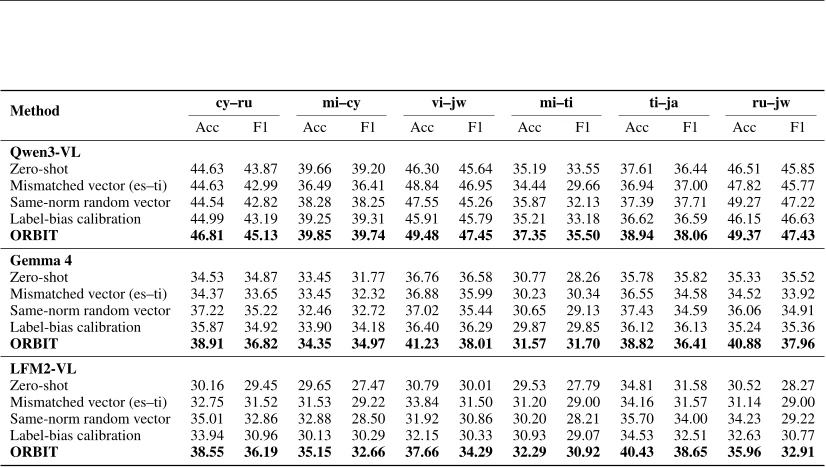 Method cy–ru mi–cy vi–jw mi–ti ti–ja ru–jw
Acc F1 Acc F1 Acc F1 Acc F1 Acc F1 Acc F1
Qwen3-VL
Zero-shot 44.63 43.87 39.66 39.20 46.30 45.64 35.19 33.55 37.61 36.44 46.51 45.85
Mismatched vector (es–ti) 44.63 42.99 36.49 36.41 48.84 46.95 34.44 29.66 36.94 37.00 47.82 45.77
Same-norm random vector 44.54 42.82 38.28 38.25 47.55 45.26 35.87 32.13 37.39 37.71 49.27 47.22
Label-bias calibration 44.99 43.19 39.25 39.31 45.91 45.79 35.21 33.18 36.62 36.59 46.15 46.63
ORBIT 46.81 45.13 39.85 39.74 49.48 47.45 37.35 35.50 38.94 38.06 49.37 47.43
Gemma 4
Zero-shot 34.53 34.87 33.45 31.77 36.76 36.58 30.77 28.26 35.78 35.82 35.33 35.52
Mismatched vector (es–ti) 34.37 33.65 33.45 32.32 36.88 35.99 30.23 30.34 36.55 34.58 34.52 33.92
Same-norm random vector 37.22 35.22 32.46 32.72 37.02 35.44 30.65 29.13 37.43 34.59 36.06 34.91
Label-bias calibration 35.87 34.92 33.90 34.18 36.40 36.29 29.87 29.85 36.12 36.13 35.24 35.36
ORBIT 38.91 36.82 34.35 34.97 41.23 38.01 31.57 31.70 38.82 36.41 40.88 37.96
LFM2-VL
Zero-shot 30.16 29.45 29.65 27.47 30.79 30.01 29.53 27.79 34.81 31.58 30.52 28.27
Mismatched vector (es–ti) 32.75 31.52 31.53 29.22 33.84 31.50 31.20 29.00 34.16 31.57 31.14 29.00
Same-norm random vector 35.01 32.86 32.88 28.50 31.92 30.86 30.20 28.21 35.70 34.00 34.23 29.22
Label-bias calibration 33.94 30.96 30.13 30.29 32.15 30.33 30.93 29.07 34.53 32.51 32.63 30.77
ORBIT 38.55 36.19 35.15 32.66 37.66 34.29 32.29 30.92 40.43 38.65 35.96 32.91